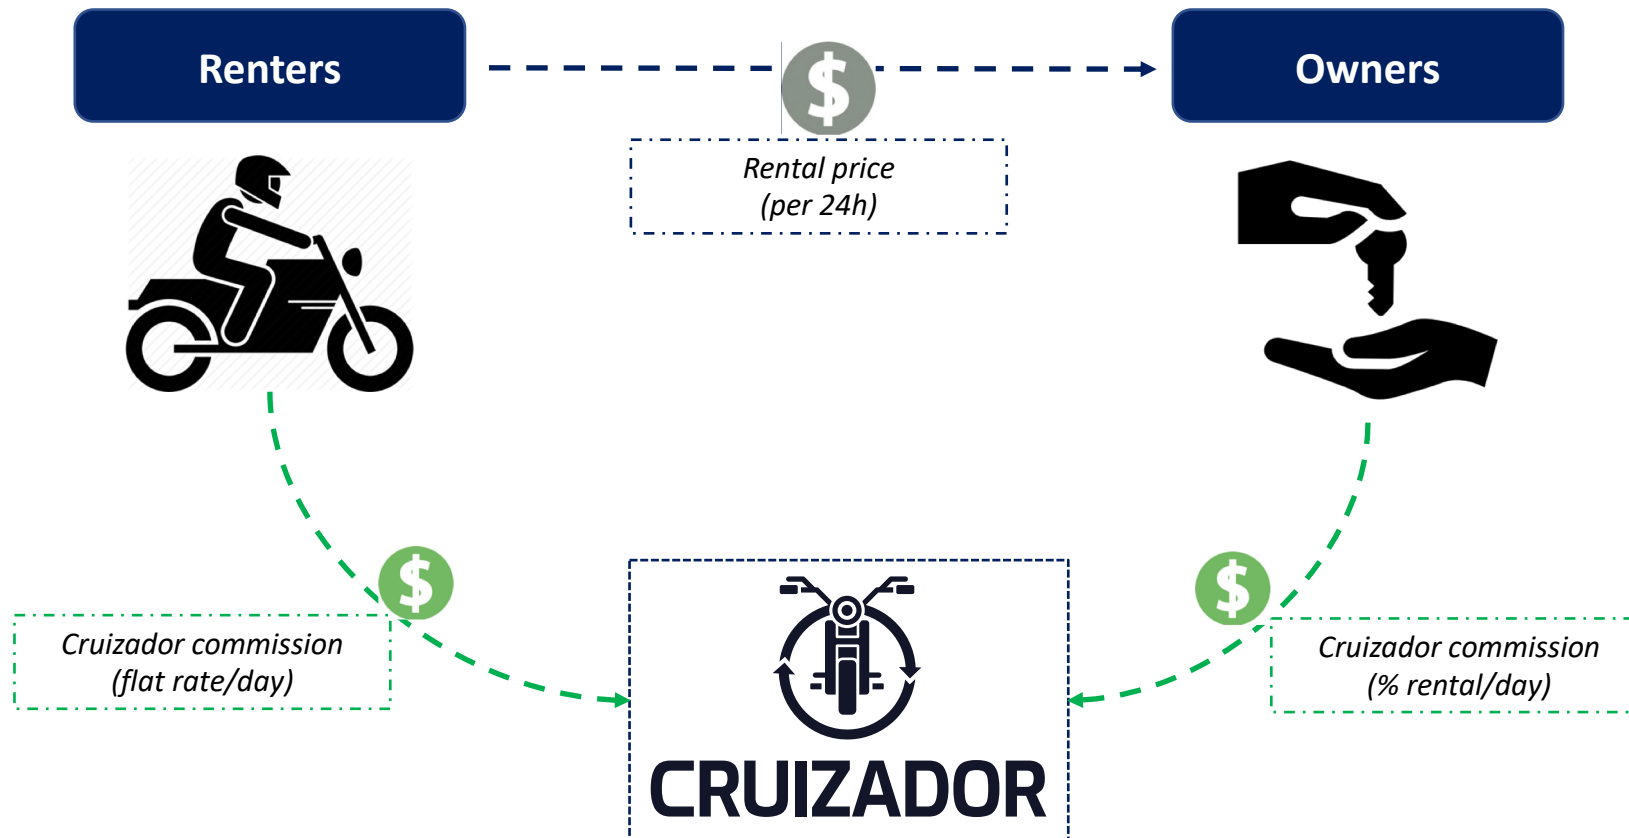 Renters
$
Owners
Rental price
(per 24h)
$
$
Cruizador commission
(flat rate/day)
Cruizador commission
(% rental/day)
CRUIZADOR